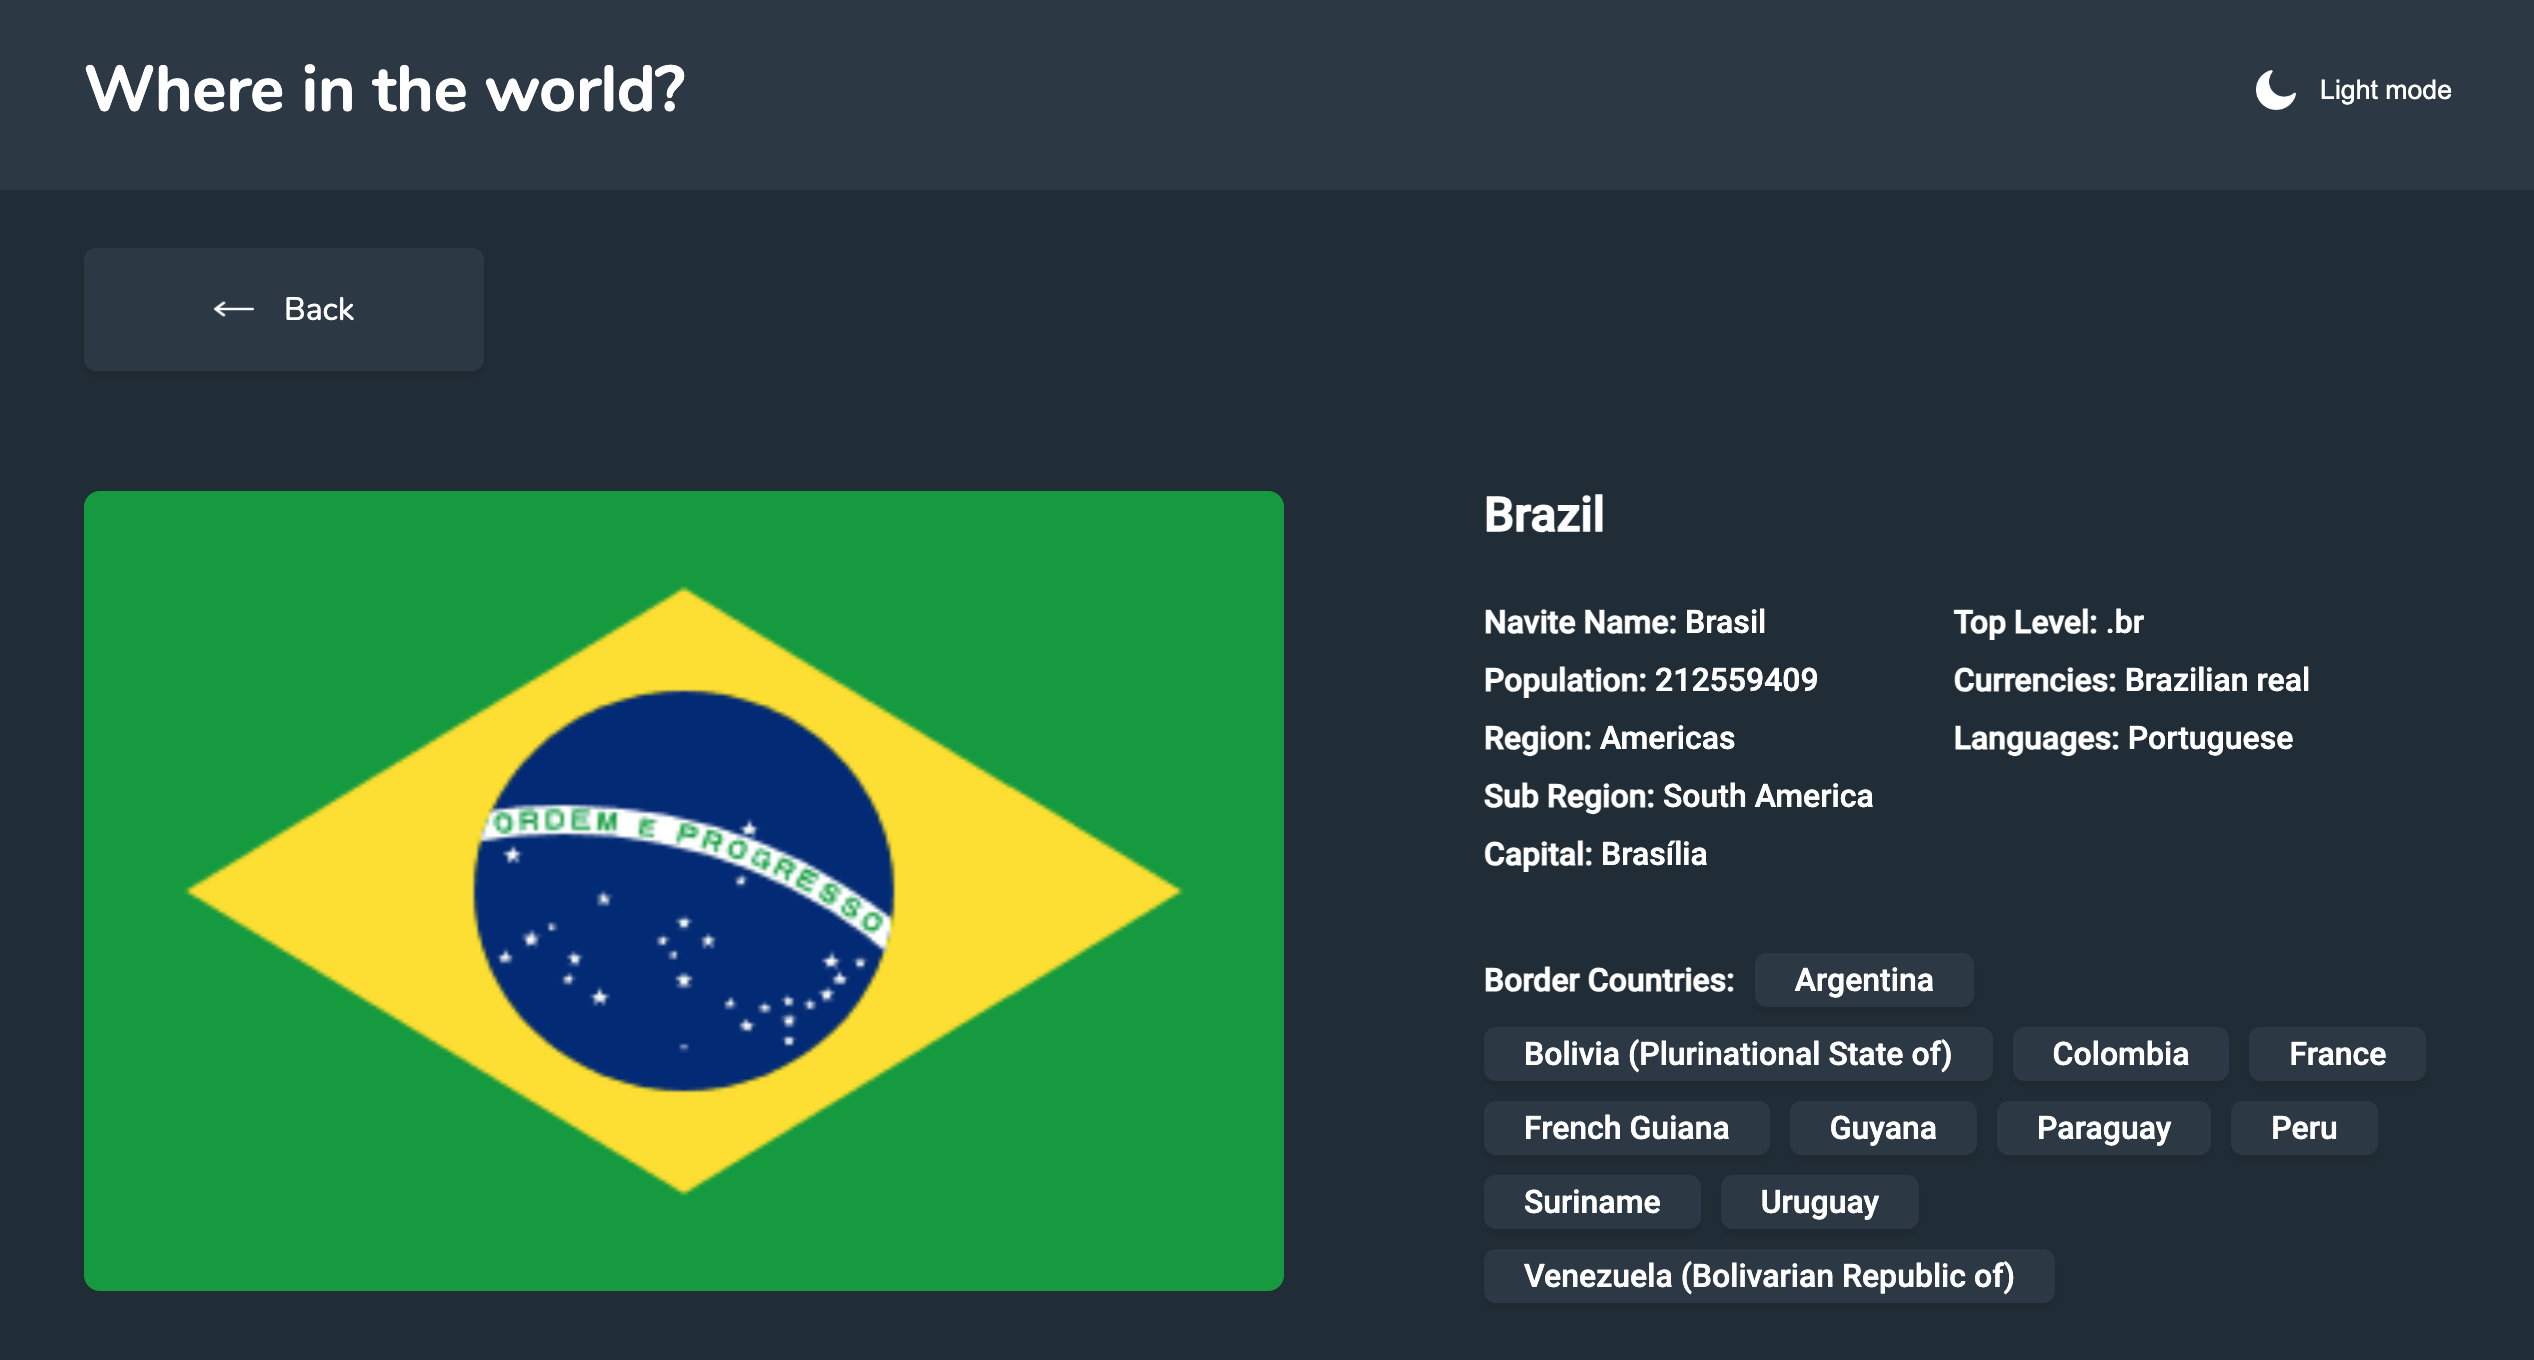 Where in the world?
Light mode
Back
ORDEM E PROGRESSO
Brazil
Navite Name: Brasil
Population: 212559409
Region: Americas
Sub Region: South America
Capital: Brasília
Top Level: .br
Currencies: Brazilian real
Languages: Portuguese
Border Countries: Argentina
Bolivia (Plurinational State of) Colombia France
French Guiana Guyana Paraguay Peru
Suriname Uruguay
Venezuela (Bolivarian Republic of)